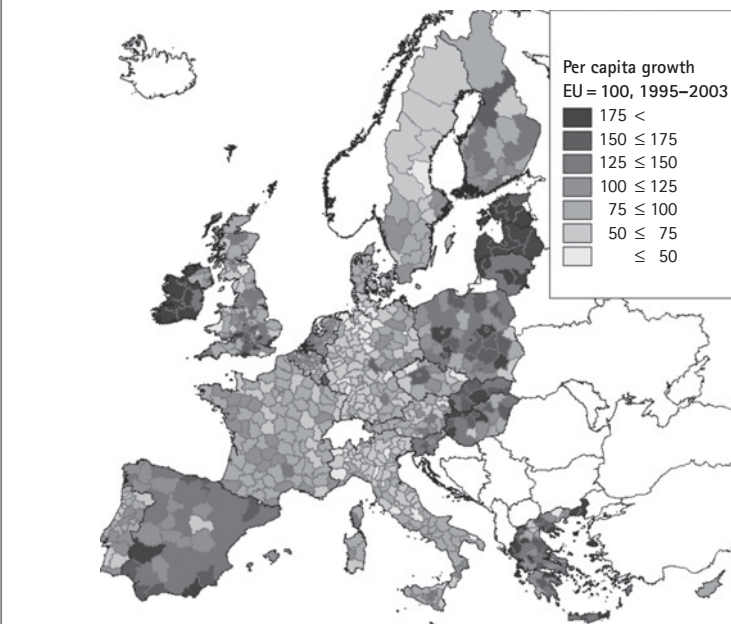 Per capita growth
EU = 100, 1995–2003
175 <
150 ≤ 175
125 ≤ 150
100 ≤ 125
75 ≤ 100
50 ≤ 75
≤ 50